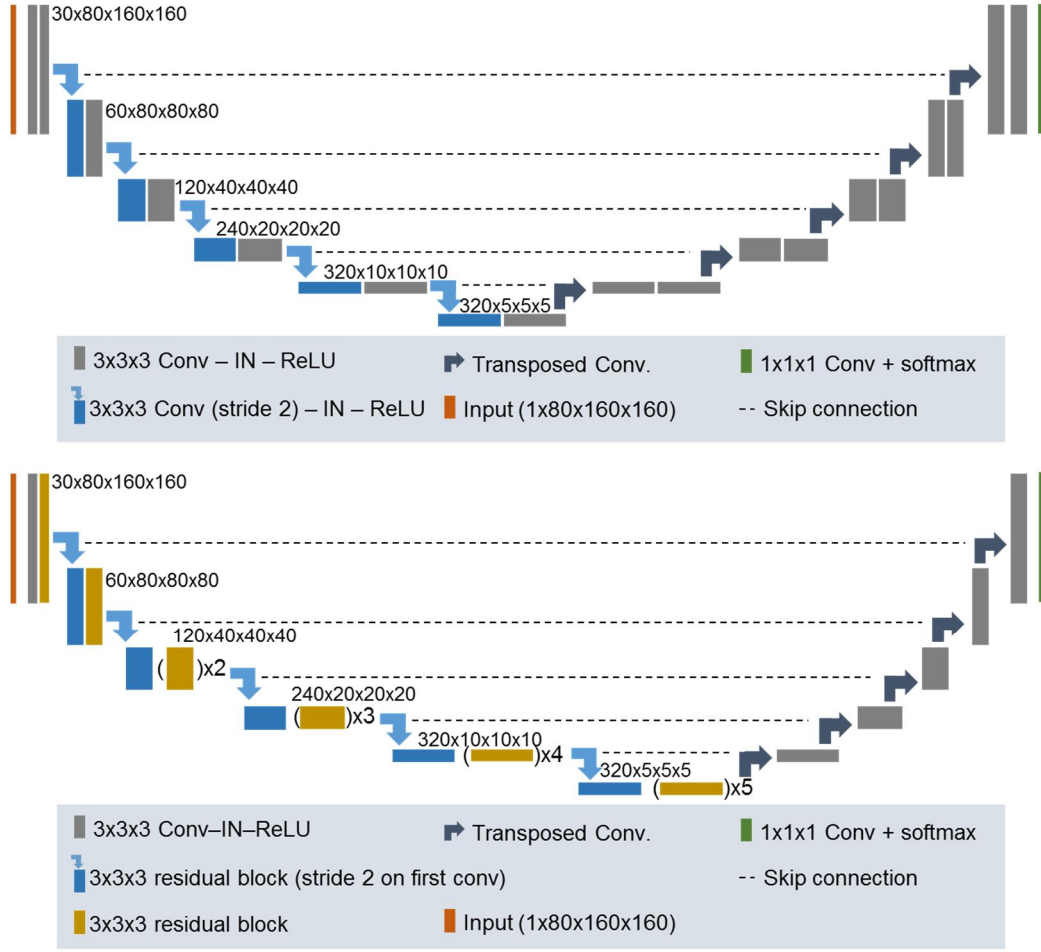 30x80x160x160
60x80x80x80
120x40x40x40
240x20x20x20
320x10x10x10
320x5x5x5
3x3x3 Conv – IN – ReLU
Transposed Conv.
1x1x1 Conv + softmax
3x3x3 Conv (stride 2) – IN – ReLU
Input (1x80x160x160)
Skip connection
30x80x160x160
60x80x80x80
120x40x40x40
( )x2
240x20x20x20
( )x3
320x10x10x10
( )x4
320x5x5x5
( )x5
3x3x3 Conv–IN–ReLU
Transposed Conv.
1x1x1 Conv + softmax
3x3x3 residual block (stride 2 on first conv)
Skip connection
3x3x3 residual block
Input (1x80x160x160)